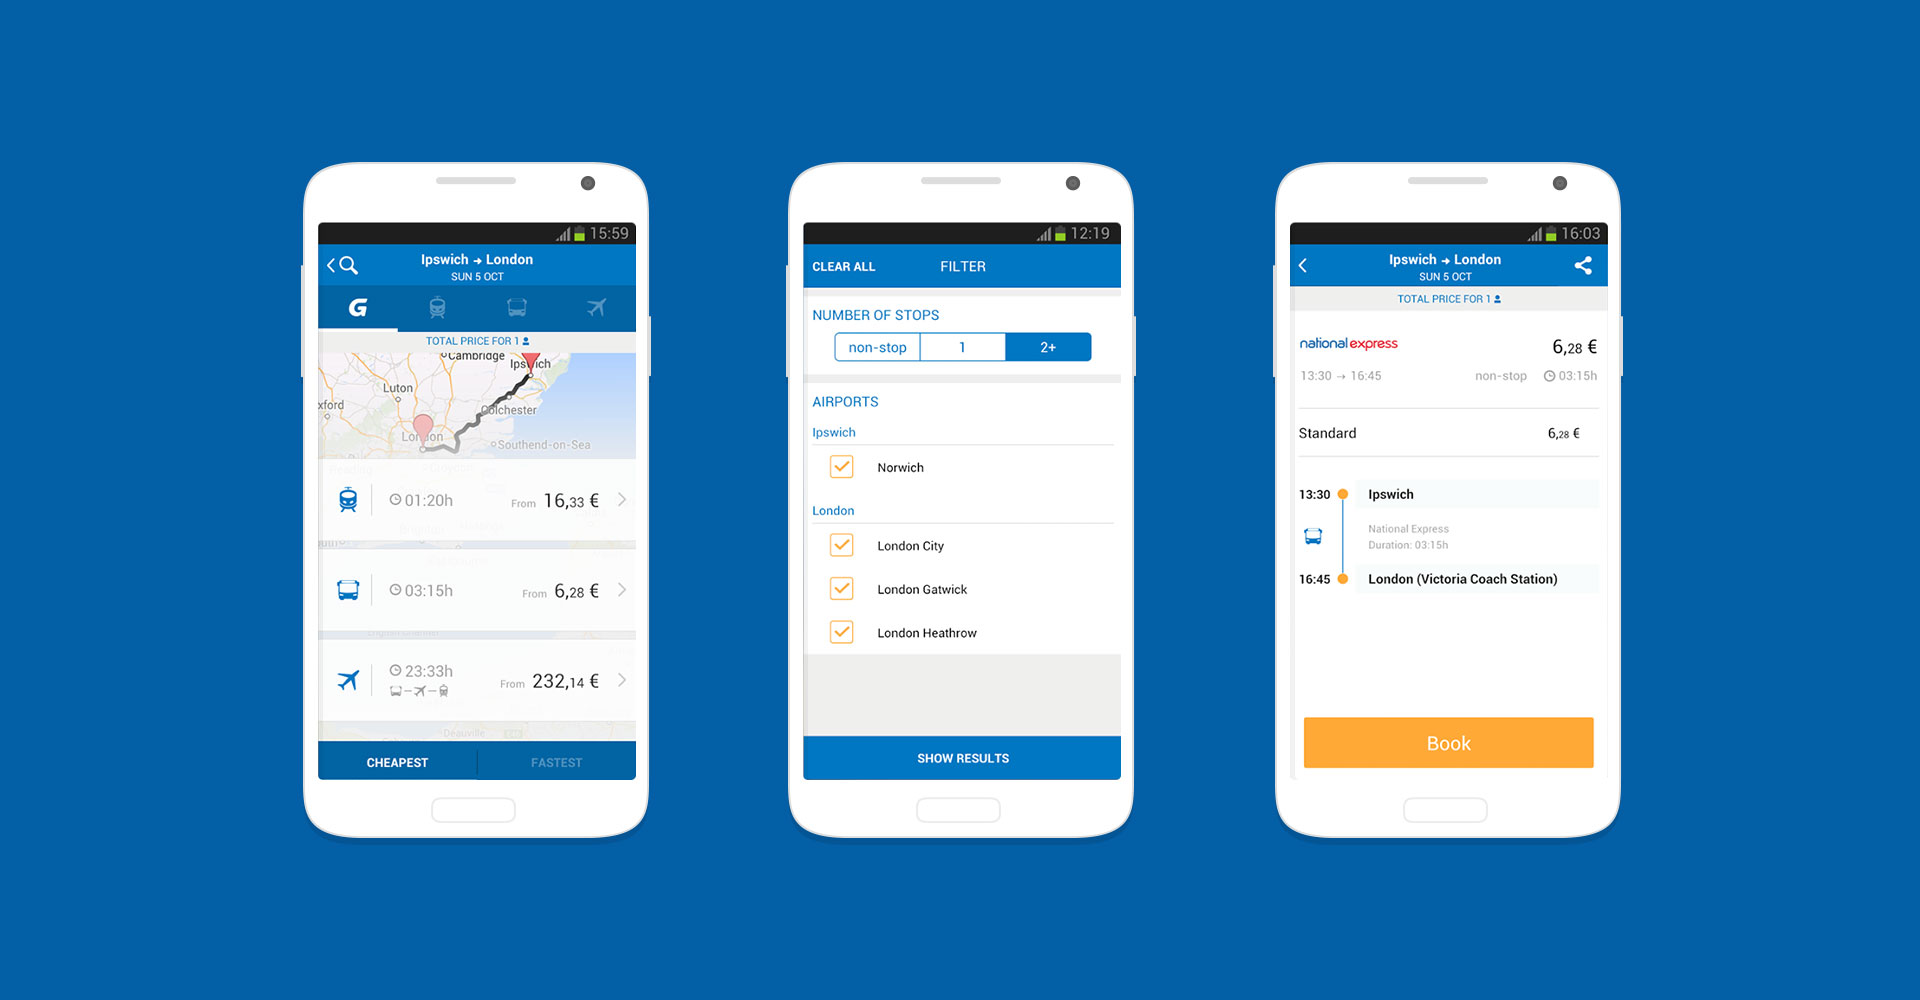 15:59
Ipswich → London
SUN 5 OCT
G
TOTAL PRICE FOR 1
Cambridge
Ipswich
Luton
xford
Colchester
London
Southend-on-Sea
Reading
Croydon
01:20h
From 16,33 €
Brighton
03:15h
From 6,28 €
23:33h
From 232,14 €
Deauville
CHEAPEST
FASTEST
12:19
CLEAR ALL
FILTER
NUMBER OF STOPS
non-stop
1
2+
AIRPORTS
Ipswich
Norwich
London
London City
London Gatwick
London Heathrow
SHOW RESULTS
16:03
Ipswich → London
SUN 5 OCT
TOTAL PRICE FOR 1
national express
6,28 €
13:30 → 16:45
non-stop
03:15h
Standard
6,28 €
13:30
Ipswich
National Express
Duration: 03:15h
16:45
London (Victoria Coach Station)
Book